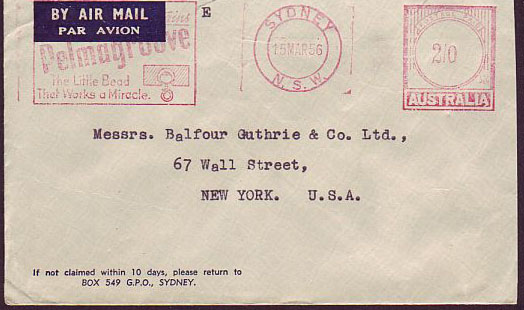 BY AIR MAIL
PAR AVION
E
Pelmagroove
The Little Bead
That Works a Miracle.
SYDNEY
15 MAR 56
N.S.W.
2/0
AUSTRALIA
Messrs. Balfour Guthrie & Co. Ltd.,
67 Wall Street,
NEW YORK. U.S.A.
If not claimed within 10 days, please return to
BOX 549 G.P.O., SYDNEY.